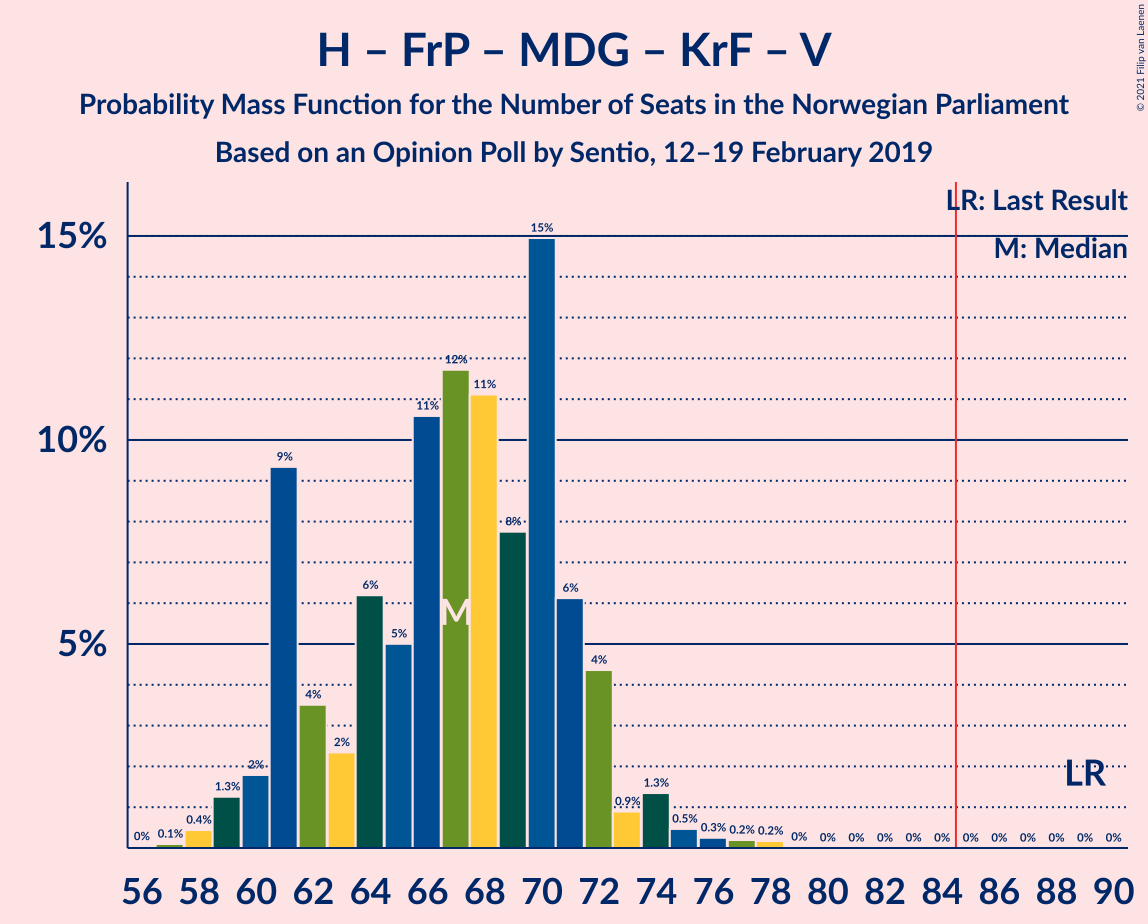 H – FrP – MDG – KrF – V
Probability Mass Function for the Number of Seats in the Norwegian Parliament
Based on an Opinion Poll by Sentio, 12–19 February 2019
© 2021 Filip van Laenen
LR: Last Result
M: Median
15%
10%
5%
0% 0.1% 0.4% 1.3% 2% 9% 4% 2% 6% 5% 11% 12% 11% 8% 15% 6% 4% 0.9% 1.3% 0.5% 0.3% 0.2% 0.2% 0% 0% 0% 0% 0% 0% 0% 0% 0% 0% 0% 0%
M
LR
56 58 60 62 64 66 68 70 72 74 76 78 80 82 84 86 88 90